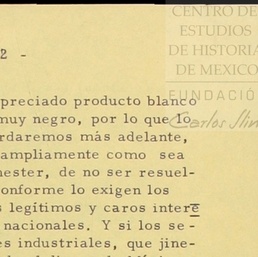 CENTRO DE
ESTUDIOS
DE HISTORIA
DE MEXICO
FUNDACIÓ
Carlos Slim
2 -
preciado producto blanco
muy negro, por lo que lo
rdaremos más adelante,
ampliamente como sea
nester, de no ser resuel-
conforme lo exigen los
s legítimos y caros intere
nacionales. Y si los se-
es industriales, que jine-